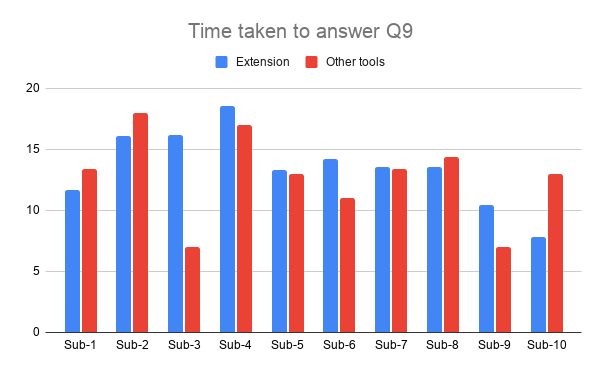 Time taken to answer Q9
Extension Other tools
20
15
10
5
0
Sub-1 Sub-2 Sub-3 Sub-4 Sub-5 Sub-6 Sub-7 Sub-8 Sub-9 Sub-10